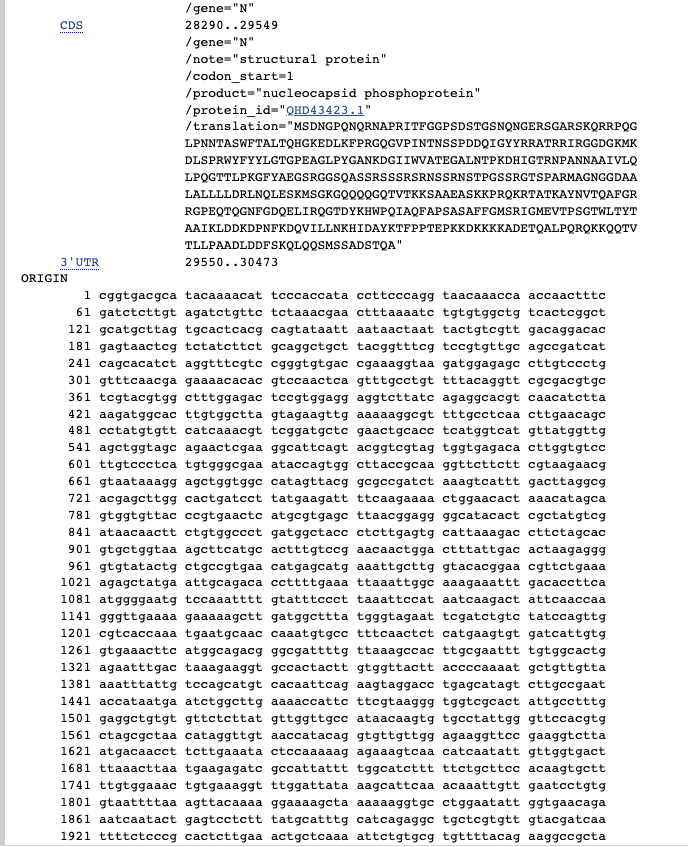 /gene="N"
CDS 28290..29549
/gene="N"
/note="structural protein"
/codon_start=1
/product="nucleocapsid phosphoprotein"
/protein_id="QHD43423.1"
/translation="MSDNGPQNQRNAPRITFGGPSDSTGSNQNGERSGARSKQRRPQG
LPNNTASWFTALTQHGKEDLKFPRGQGVPINTNSSPDDQIGYYRRATRRIRGGDGKMK
DLSPRWYFYYLGTGPEAGLPYGANKDGIIWVATEGALNTPKDHIGTRNPANNAAIVLQ
LPQGTTLPKGFYAEGSRGGSQASSRSSSRSRNSSRNSTPGSSRGTSPARMAGNGGDAA
LALLLLDRLNQLESKMSGKGQQQQGQTVTKKSAAEASKKPRQKRTATKAYNVTQAFGR
RGPEQTQGNFGDQELIRQGTDYKHWPQIAQFAPSASAFFGMSRIGMEVTPSGTWLTYT
AAIKLDDKDPNFKDQVILLNKHIDAYKTFPPTEPKKDKKKKADETQALPQRQKKQQTV
TLLPAADLDDFSKQLQQSMSSADSTQA"
3'UTR 29550..30473
ORIGIN
1 cggtgacgca tacaaaacat tcccaccata ccttcccagg taacaaacca accaactttc
61 gatctcttgt agatctgttc tctaaacgaa ctttaaaatc tgtgtggctg tcactcggct
121 gcatgcttag tgcactcacg cagtataatt aataactaat tactgtcgtt gacaggacac
181 gagtaactcg tctatcttct gcaggctgct tacggtttcg tccgtgttgc agccgatcat
241 cagcacatct aggtttcgtc cgggtgtgac cgaaaggtaa gatggagagc cttgtccctg
301 gtttcaacga gaaaacacac gtccaactca gtttgcctgt tttacaggtt cgcgacgtgc
361 tcgtacgtgg ctttggagac tccgtggagg aggtcttatc agaggcacgt caacatctta
421 aagatggcac ttgtggctta gtagaagttg aaaaaggcgt tttgcctcaa cttgaacagc
481 cctatgtgtt catcaaacgt tcggatgctc gaactgcacc tcatggtcat gttatggttg
541 agctggtagc agaactcgaa ggcattcagt acggtcgtag tggtgagaca cttggtgtcc
601 ttgtccctca tgtgggcgaa ataccagtgg cttaccgcaa ggttcttctt cgtaagaacg
661 gtaataaagg agctggtggc catagttacg gcgccgatct aaagtcattt gacttaggcg
721 acgagcttgg cactgatcct tatgaagatt ttcaagaaaa ctggaacact aaacatagca
781 gtggtgttac ccgtgaactc atgcgtgagc ttaacggagg ggcatacact cgctatgtcg
841 ataacaactt ctgtggccct gatggctacc ctcttgagtg cattaaagac cttctagcac
901 gtgctggtaa agcttcatgc actttgtccg aacaactgga ctttattgac actaagaggg
961 gtgtatactg ctgccgtgaa catgagcatg aaattgcttg gtacacggaa cgttctgaaa
1021 agagctatga attgcagaca ccttttgaaa ttaaattggc aaagaaattt gacaccttca
1081 atggggaatg tccaaatttt gtatttccct taaattccat aatcaagact attcaaccaa
1141 gggttgaaaa gaaaaagctt gatggcttta tgggtagaat tcgatctgtc tatccagttg
1201 cgtcaccaaa tgaatgcaac caaatgtgcc tttcaactct catgaagtgt gatcattgtg
1261 gtgaaacttc atggcagacg ggcgattttg ttaaagccac ttgcgaattt tgtggcactg
1321 agaatttgac taaagaaggt gccactactt gtggttactt accccaaaat gctgttgtta
1381 aaatttattg tccagcatgt cacaattcag aagtaggacc tgagcatagt cttgccgaat
1441 accataatga atctggcttg aaaaccattc ttcgtaaggg tggtcgcact attgcctttg
1501 gaggctgtgt gttctcttat gttggttgcc ataacaagtg tgcctattgg gttccacgtg
1561 ctagcgctaa cataggttgt aaccatacag gtgttgttgg agaaggttcc gaaggtctta
1621 atgacaacct tcttgaaata ctccaaaaag agaaagtcaa catcaatatt gttggtgact
1681 ttaaacttaa tgaagagatc gccattattt tggcatcttt ttctgcttcc acaagtgctt
1741 ttgtggaaac tgtgaaaggt ttggattata aagcattcaa acaaattgtt gaatcctgtg
1801 gtaattttaa agttacaaaa ggaaaagcta aaaaaggtgc ctggaatatt ggtgaacaga
1861 aatcaatact gagtcctctt tatgcatttg catcagaggc tgctcgtgtt gtacgatcaa
1921 ttttctcccg cactcttgaa actgctcaaa attctgtgcg tgttttacag aaggccgcta